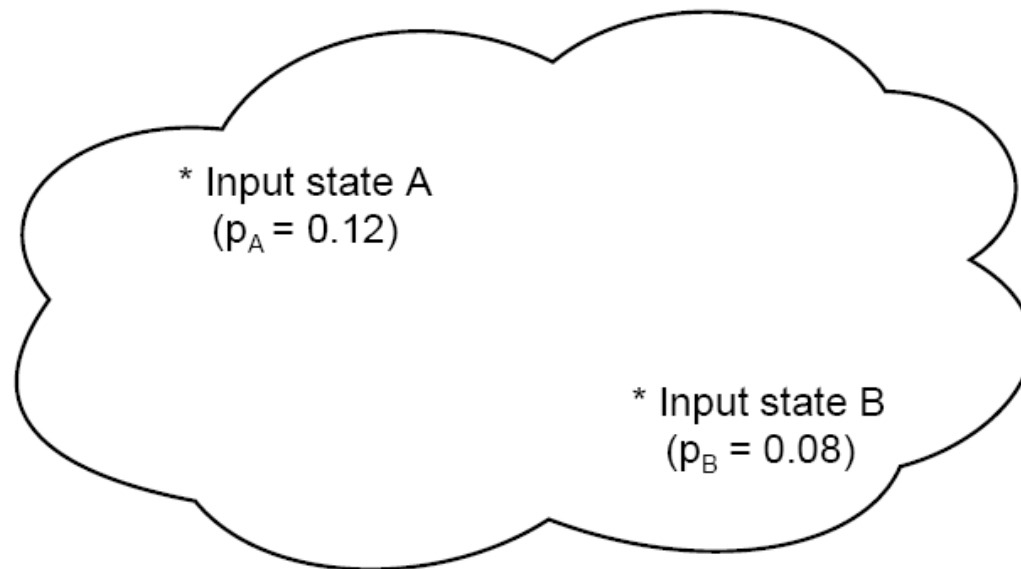 * Input state A
(pA = 0.12)
* Input state B
(pB = 0.08)